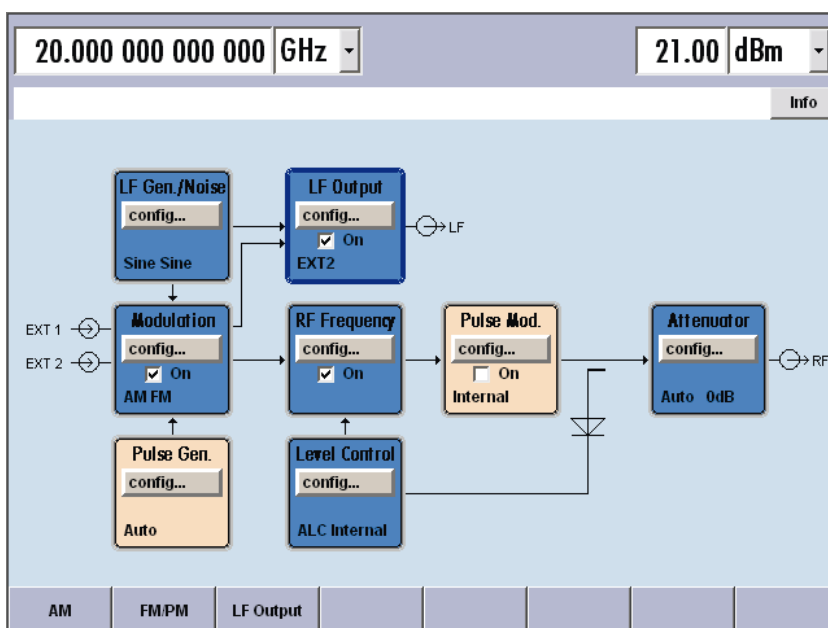 20.000 000 000 000 GHz 21.00 dBm
Info
LF Gen./Noise
config...
Sine Sine
LF Output
config...
On
EXT2
LF
EXT 1
EXT 2
Modulation
config...
On
AM FM
RF Frequency
config...
On
Pulse Mod.
config...
On
Internal
Attenuator
config...
Auto 0dB
RF
Pulse Gen.
config...
Auto
Level Control
config...
ALC Internal
AM FM/PM LF Output